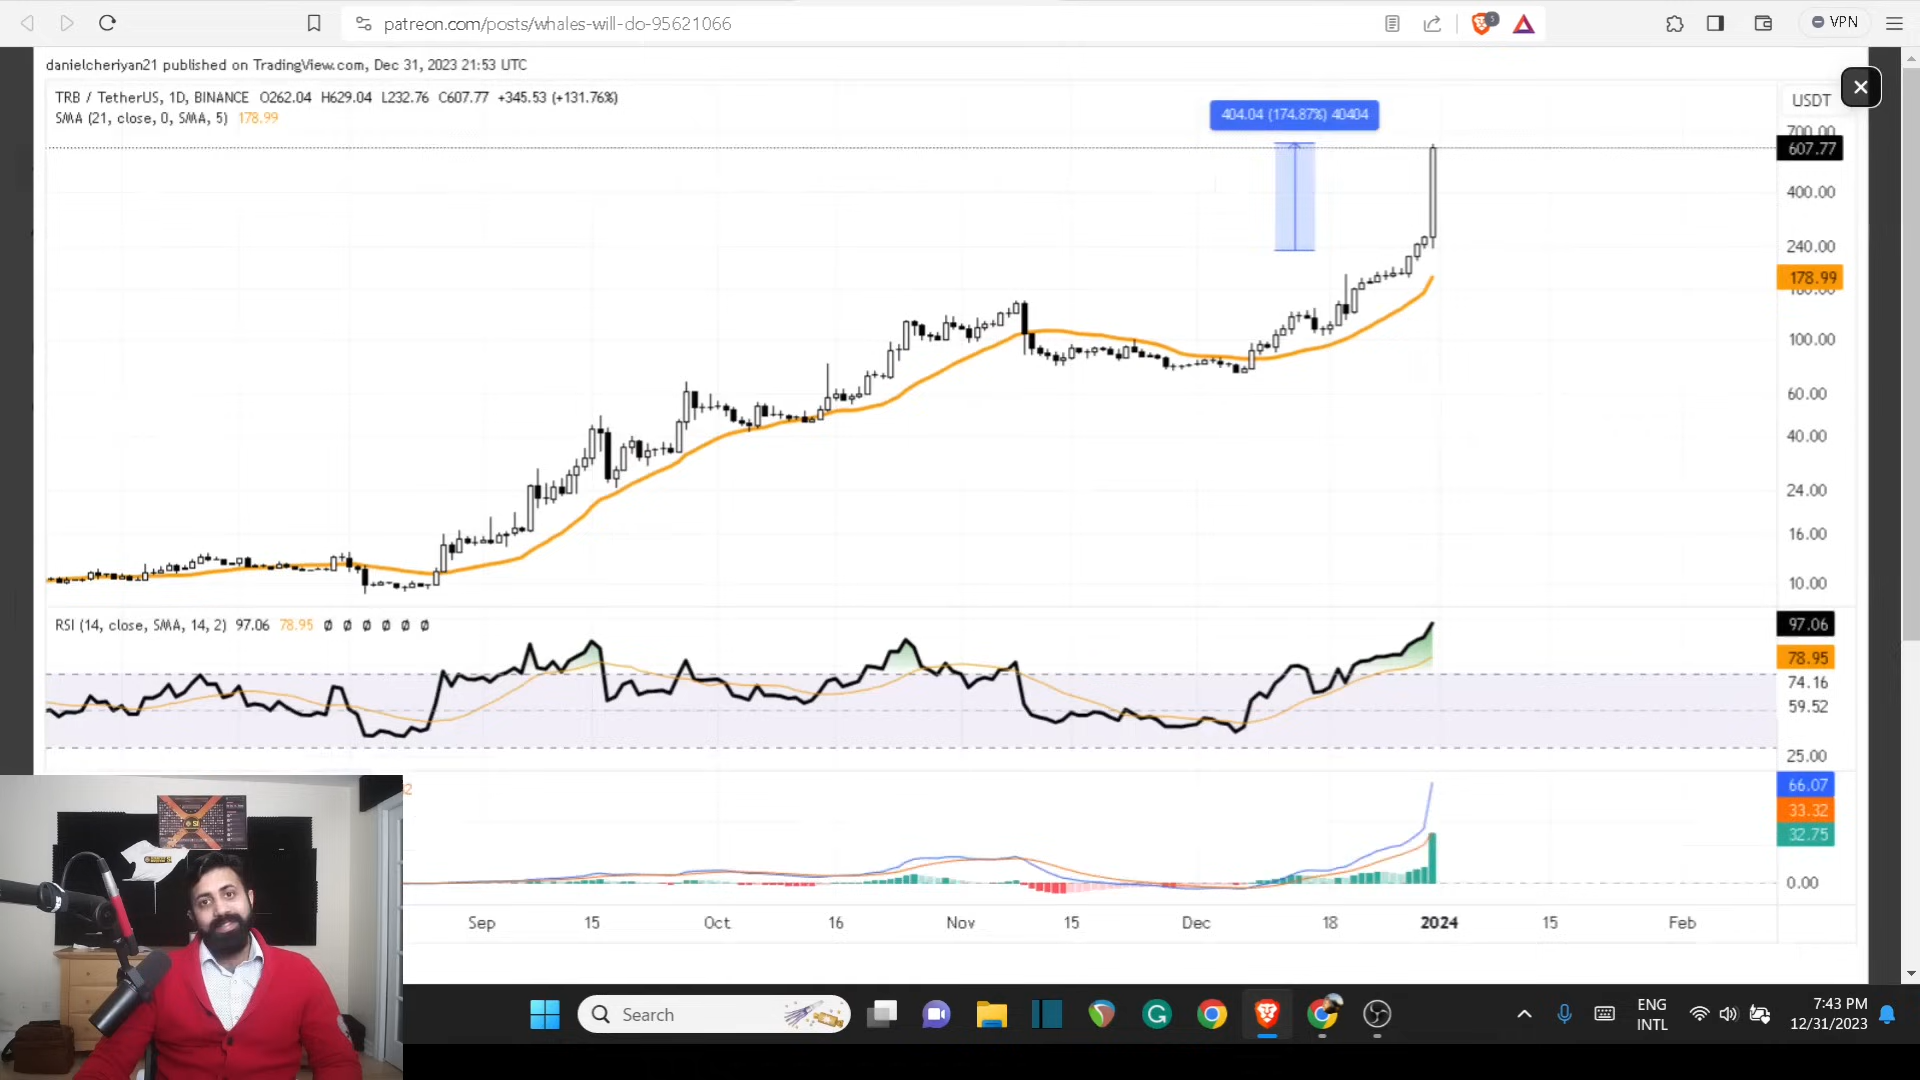 patreon.com/posts/whales-will-do-95621066
5
VPN
danielcheriyan21 published on TradingView.com, Dec 31, 2023 21:53 UTC
TRB / TetherUS, 1D, BINANCE O262.04 H629.04 L232.76 C607.77 +345.53 (+131.76%)
SMA (21, close, 0, SMA, 5) 178.99
404.04 (174.87%) 40404
USDT
700.00
607.77
400.00
240.00
178.99
160.00
100.00
60.00
40.00
24.00
16.00
10.00
RSI (14, close, SMA, 14, 2) 97.06 78.95 Ø Ø Ø Ø Ø Ø
97.06
78.95
74.16
59.52
25.00
66.07
33.32
32.75
0.00
Sep 15 Oct 16 Nov 15 Dec 18 2024 15 Feb
Search
ENG
INTL
7:43 PM
12/31/2023